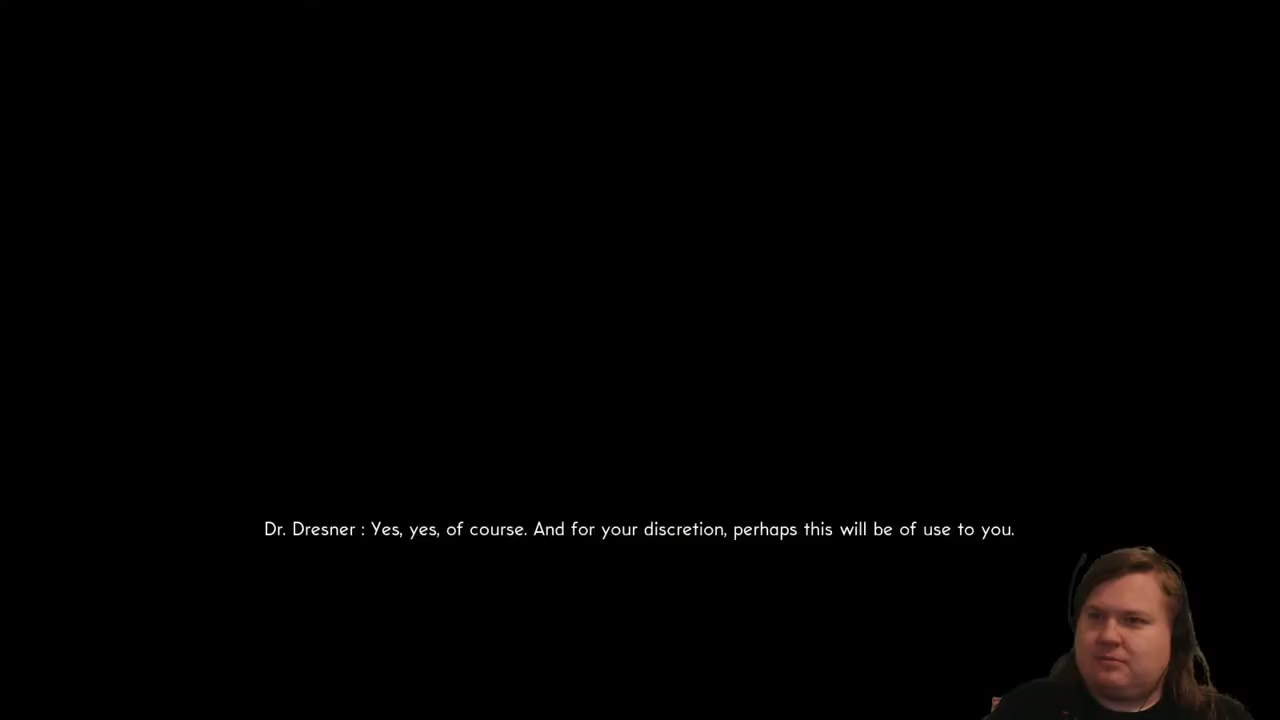 Dr. Dresner : Yes, yes, of course. And for your discretion, perhaps this will be of use to you.